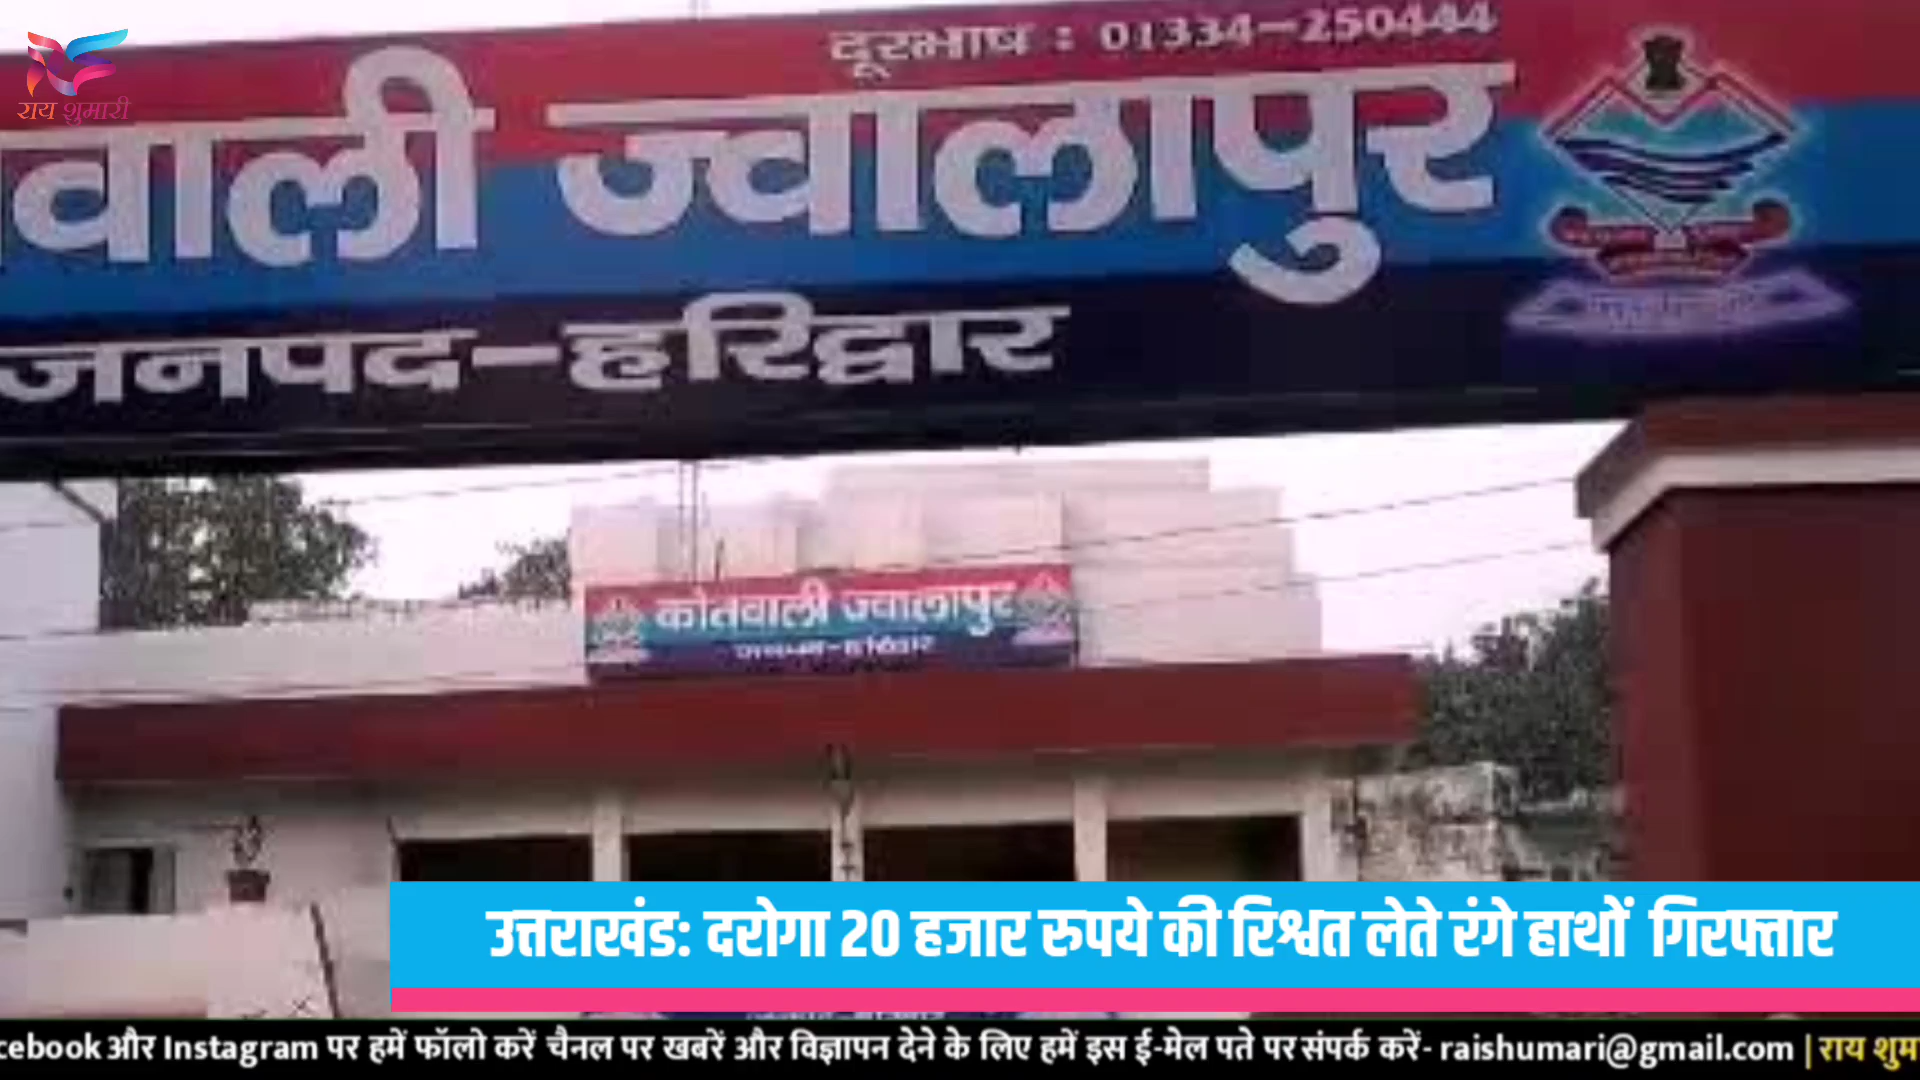 दूरभाष : 01334-250444
राय शुमारी
वाली ज्वालापुर
जनपद-हरिद्वार
कोतवाली ज्वालापुर
उत्तराखंड: दरोगा 20 हजार रुपये की रिश्वत लेते रंगे हाथों गिरफ्तार
cebook और Instagram पर हमें फॉलो करें चैनल पर खबरें और विज्ञापन देने के लिए हमें इस ई-मेल पते पर संपर्क करें- raishumari@gmail.com | राय शुम